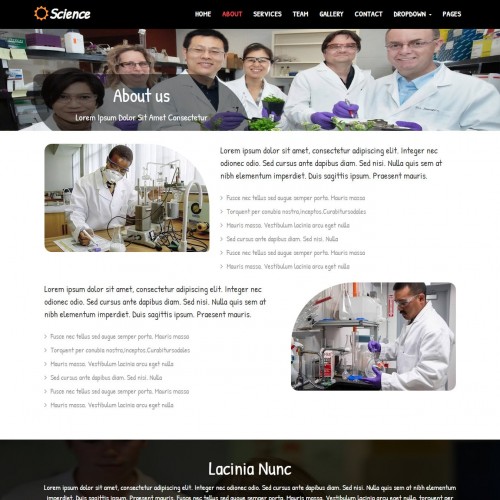 Science
HOME ABOUT SERVICES TEAM GALLERY CONTACT DROPDOWN PAGES
About us
Lorem Ipsum Dolor Sit Amet Consectetur
Lorem ipsum dolor sit amet, consectetur adipiscing elit. Integer nec
odionec odio. Sed cursus ante dapibus diam. Sed nisi. Nulla quis sem at
nibh elementum imperdiet. Duis sagittis ipsum. Praesent mauris.
Fusce nec tellus sed augue semper porta. Mauris massa
Torquent per conubia nostra,inceptos.Curabitursodales
Mauris massa. Vestibulum lacinia arcu eget nulla
Sed cursus ante dapibus diam. Sed nisi. Nulla
Fusce nec tellus sed augue semper porta. Mauris massa
Mauris massa. Vestibulum lacinia arcu eget nulla
Lorem ipsum dolor sit amet, consectetur adipiscing elit. Integer nec
odionec odio. Sed cursus ante dapibus diam. Sed nisi. Nulla quis sem at
nibh elementum imperdiet. Duis sagittis ipsum. Praesent mauris.
Fusce nec tellus sed augue semper porta. Mauris massa
Torquent per conubia nostra,inceptos.Curabitursodales
Mauris massa. Vestibulum lacinia arcu eget nulla
Sed cursus ante dapibus diam. Sed nisi. Nulla
Fusce nec tellus sed augue semper porta. Mauris massa
Mauris massa. Vestibulum lacinia arcu eget nulla
Lacinia Nunc
Lorem ipsum dolor sit amet, consectetur adipiscing elit. Sed cursus ante dapibus diam. Sed nisi. Nulla quis sem at nibh elementum
imperdiet. Duis sagittis ipsum. Praesent mauris. Fusce nec tellus sed augue semper porta. Mauris massa. Vestibulum lacinia arcu eget nulla. torquent per